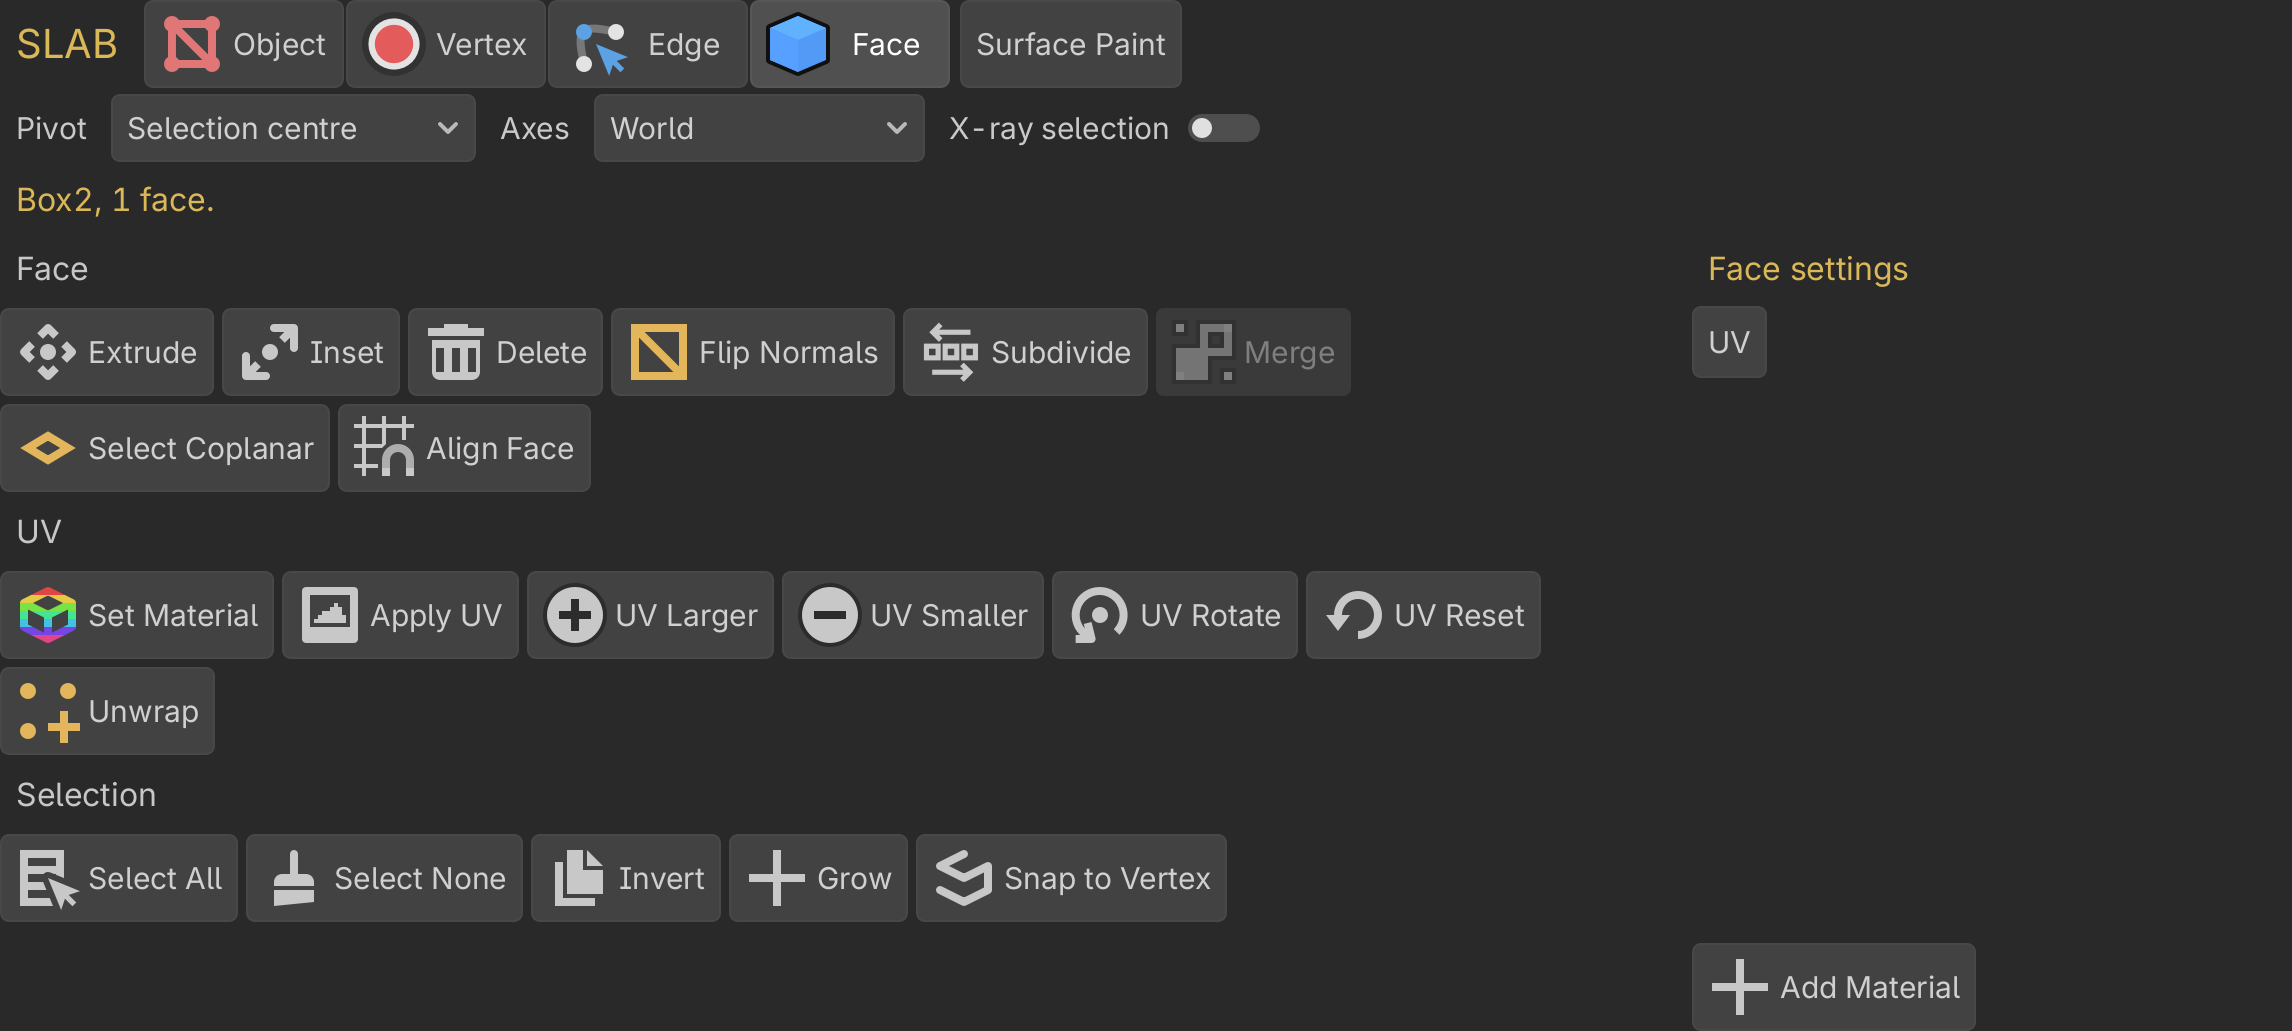 SLAB Object Vertex Edge Face Surface Paint
Pivot Selection centre Axes World X-ray selection
Box2, 1 face.
Face
Extrude Inset Delete Flip Normals Subdivide Merge
Select Coplanar Align Face
UV
Set Material Apply UV UV Larger UV Smaller UV Rotate UV Reset
Unwrap
Selection
Select All Select None Invert Grow Snap to Vertex
Face settings
UV
Add Material